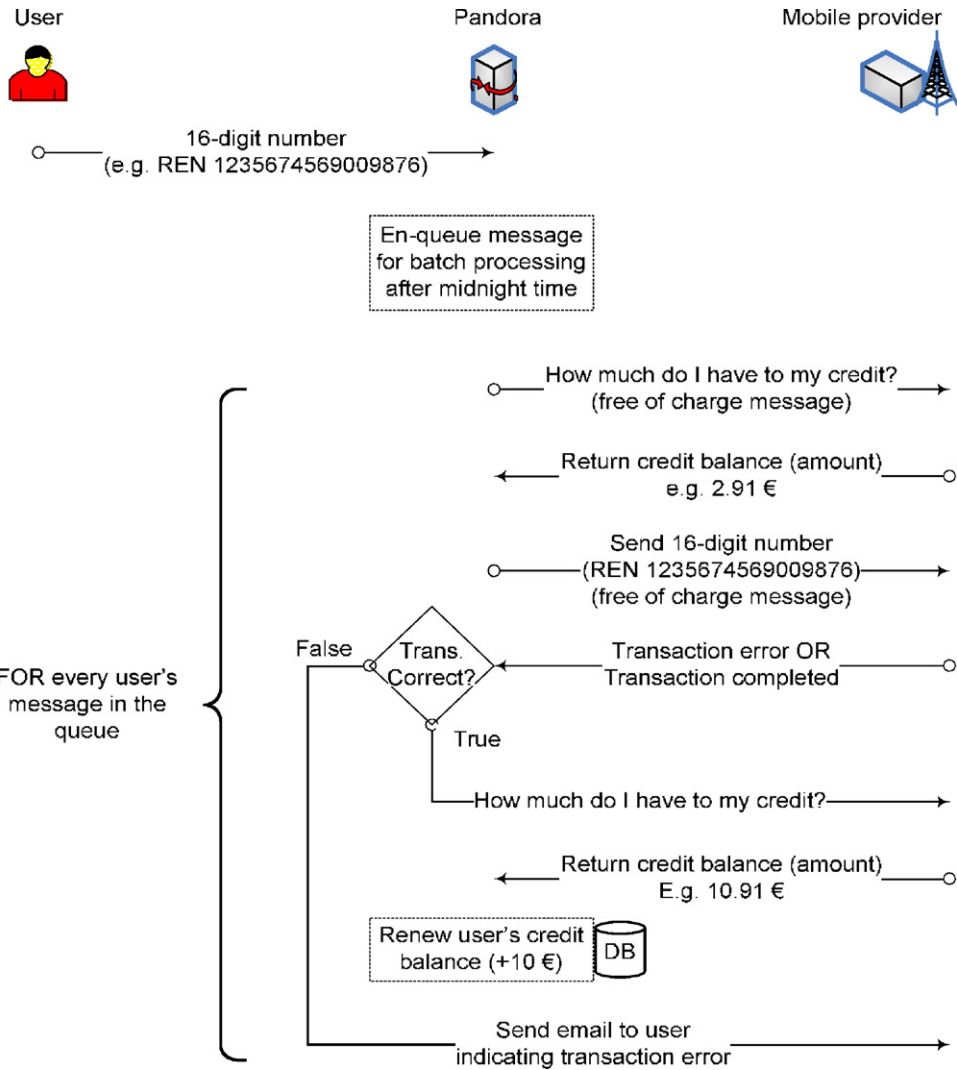 User
Pandora
Mobile provider
16-digit number
(e.g. REN 1235674569009876)
En-queue message
for batch processing
after midnight time
How much do I have to my credit?
(free of charge message)
Return credit balance (amount)
e.g. 2.91 €
Send 16-digit number
(REN 1235674569009876)
(free of charge message)
False
Trans.
Correct?
Transaction error OR
Transaction completed
FOR every user's
message in the
queue
True
How much do I have to my credit?
Return credit balance (amount)
E.g. 10.91 €
Renew user's credit
balance (+10 €)
DB
Send email to user
indicating transaction error